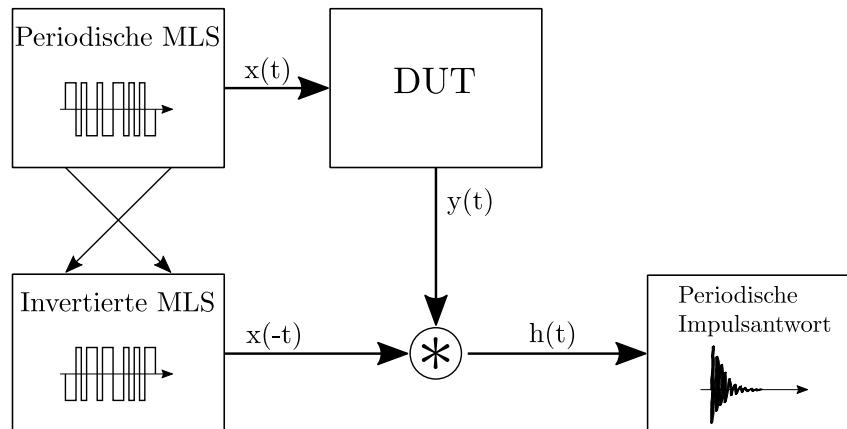 Periodische MLS
x(t)
DUT
y(t)
Invertierte MLS
x(-t)
*
h(t)
Periodische
Impulsantwort